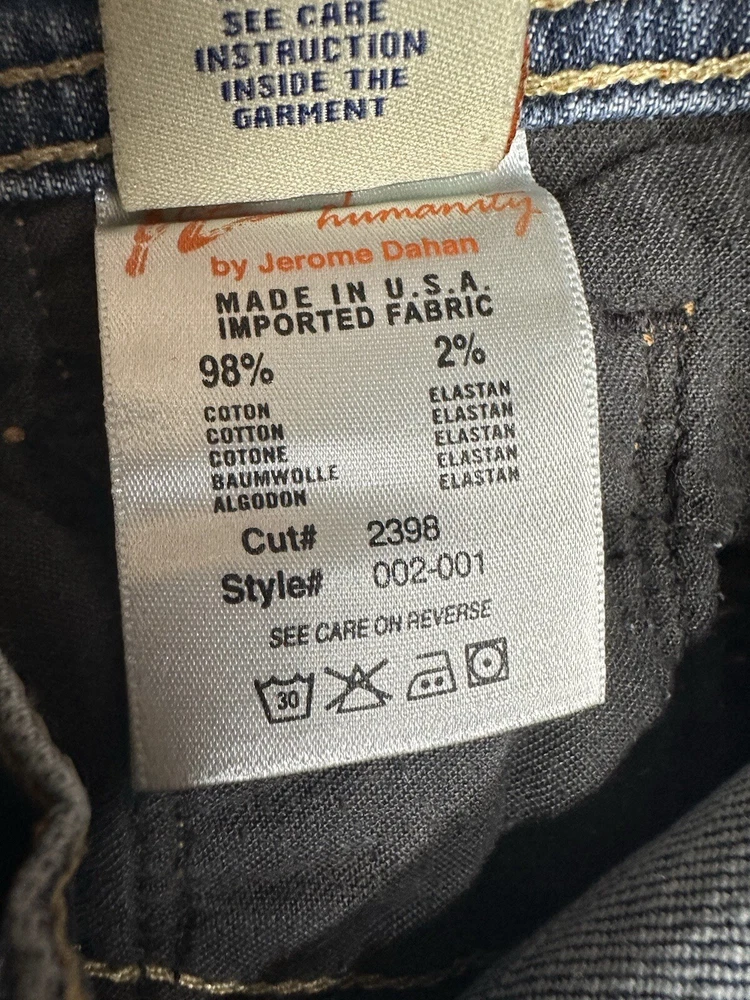 SEE CARE
INSTRUCTION
INSIDE THE
GARMENT
humanity
by Jerome Dahan
MADE IN U.S.A.
IMPORTED FABRIC
98% 2%
COTON ELASTAN
COTTON ELASTAN
COTONE ELASTAN
BAUMWOLLE ELASTAN
ALGODON ELASTAN
Cut# 2398
Style# 002-001
SEE CARE ON REVERSE
30